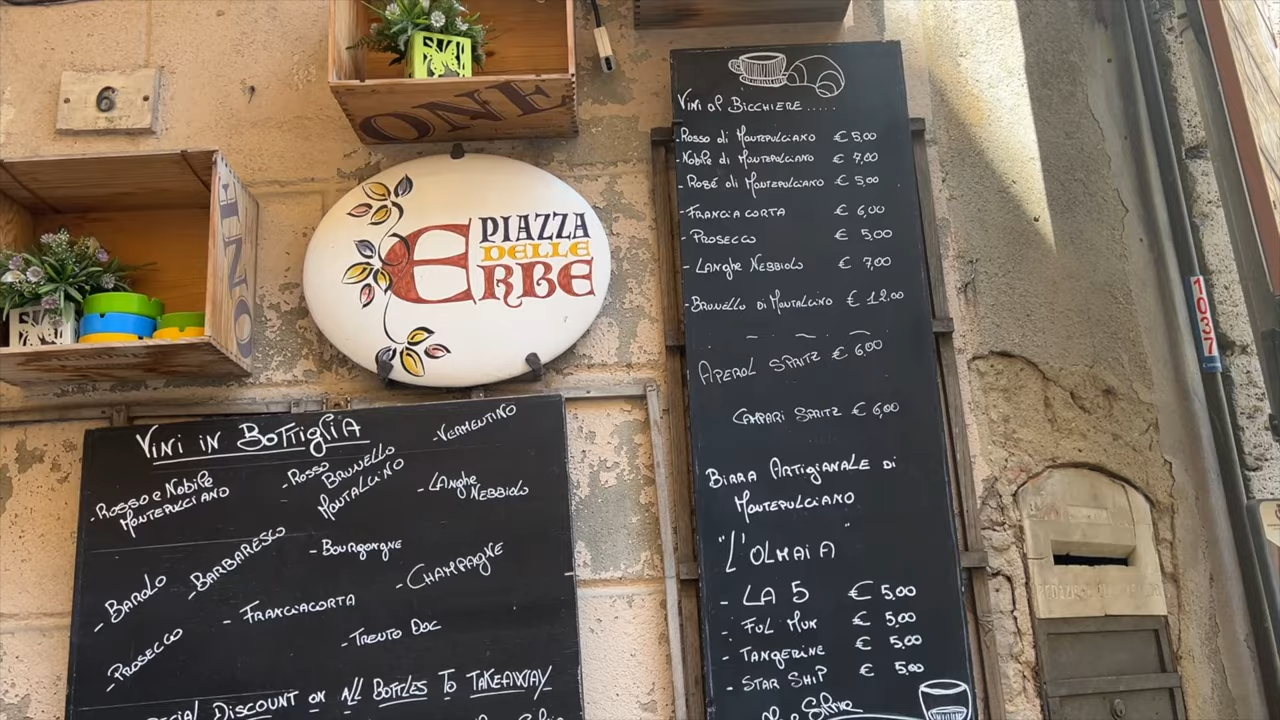 6
ONE
FINO
PIAZZA
DELLE
ERBE
VINI IN BOTTIGLIA
- ROSSO E NOBILE
MONTEPULCIANO
- ROSSO
BRUNELLO
MONTALCINO
- VERMENTINO
- LANGHE
NEBBIOLO
- BAROLO
- BARBARESCO
- BOURGONGNE
- CHAMPAGNE
- PROSECCO
- FRANCIACORTA
- TRENTO DOC
DISCOUNT ON ALL BOTTLES TO TAKEAWAY
VINI AL BICCHIERE .....
- ROSSO DI MONTEPULCIANO € 5,00
- NOBILE DI MONTEPULCIANO € 7,00
- ROSÉ DI MONTEPULCIANO € 5,00
- FRANCIACORTA € 6,00
- PROSECCO € 5,00
- LANGHE NEBBIOLO € 7,00
- BRUNELLO DI MONTALCINO € 12,00
APEROL SPRITZ € 6,00
CAMPARI SPRITZ € 6,00
BIRRA ARTIGIANALE DI
MONTEPULCIANO
"L'OLMAIA"
- LA 5 € 5,00
- FUL MUN € 5,00
- TANGERINE € 5,00
- STAR SHIP € 5,00
1037